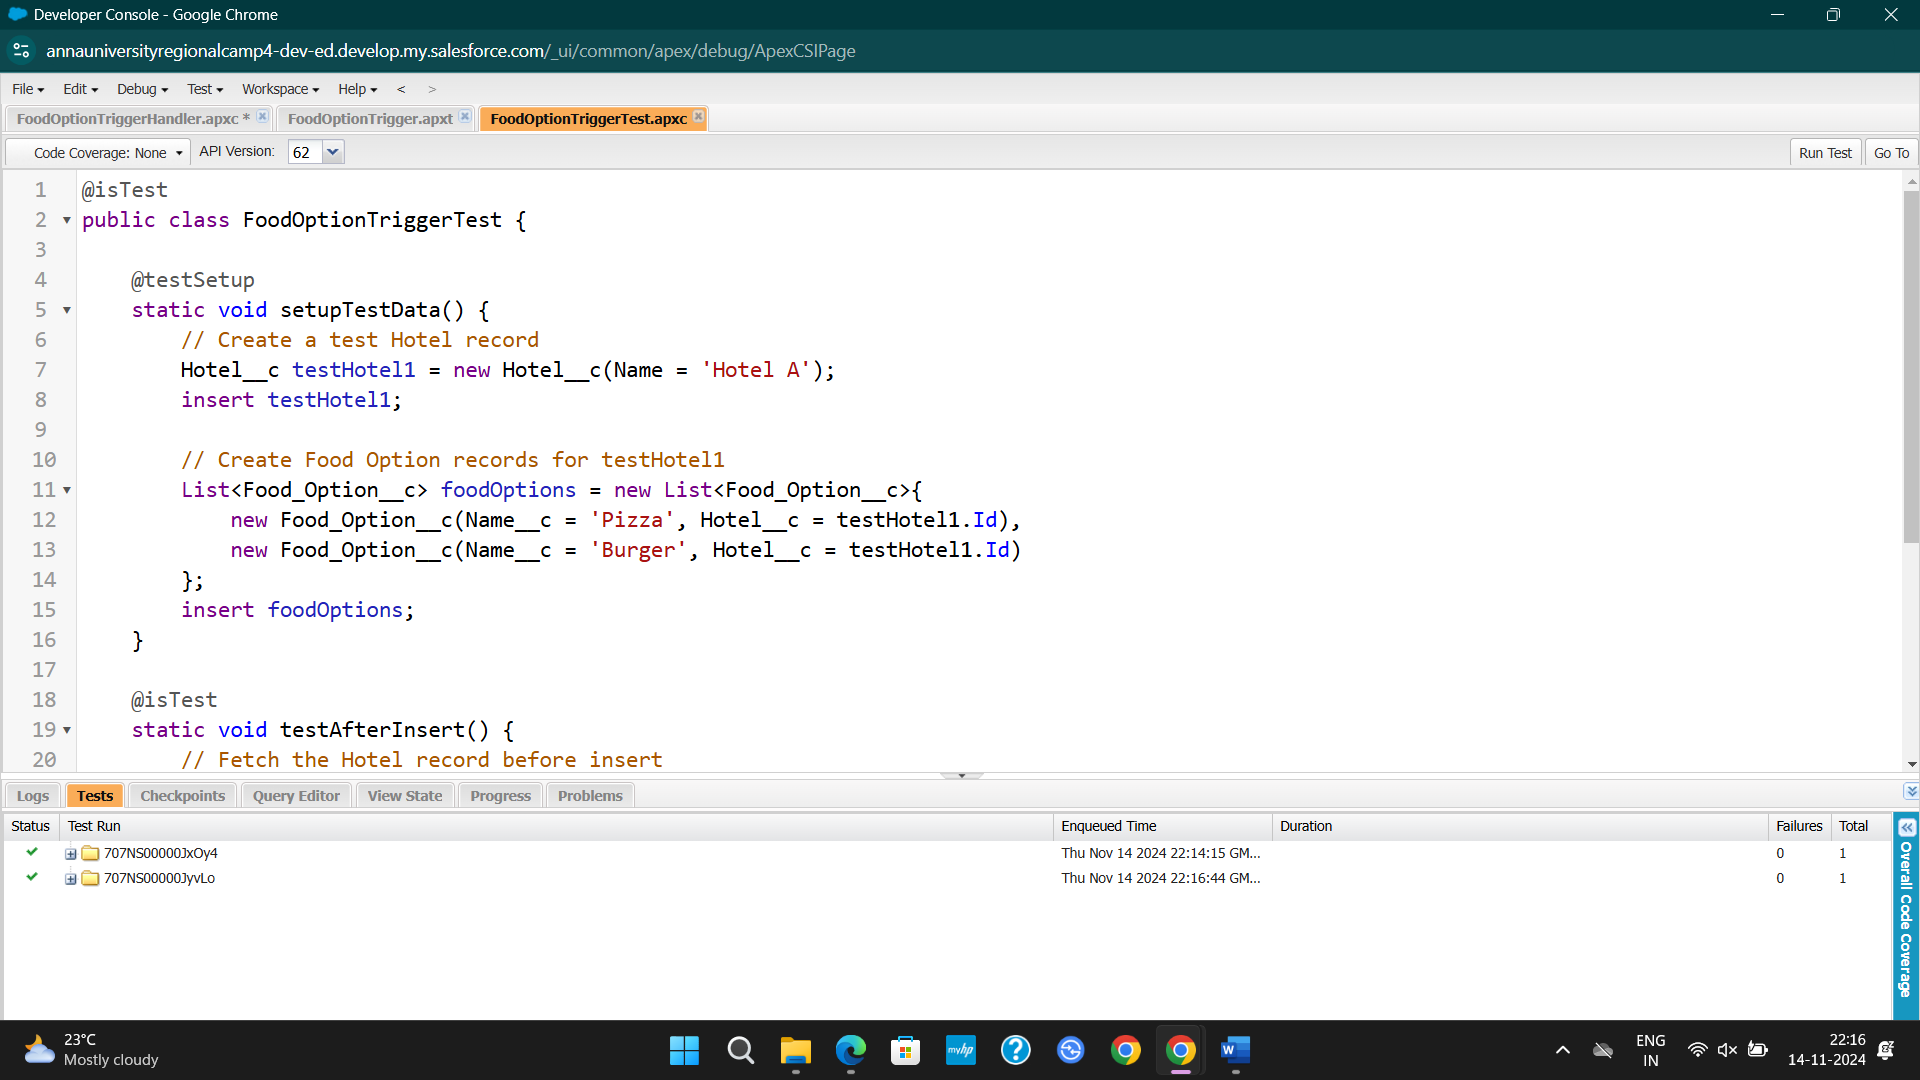 Developer Console - Google Chrome
annauniversityregionalcamp4-dev-ed.develop.my.salesforce.com/_ui/common/apex/debug/ApexCSIPage
File Edit Debug Test Workspace Help < >
FoodOptionTriggerHandler.apxc * FoodOptionTrigger.apxt FoodOptionTriggerTest.apxc
Code Coverage: None API Version: 62 Run Test Go To
1 @isTest
2 public class FoodOptionTriggerTest {
3
4 @testSetup
5 static void setupTestData() {
6 // Create a test Hotel record
7 Hotel__c testHotel1 = new Hotel__c(Name = 'Hotel A');
8 insert testHotel1;
9
10 // Create Food Option records for testHotel1
11 List<Food_Option__c> foodOptions = new List<Food_Option__c>{
12 new Food_Option__c(Name__c = 'Pizza', Hotel__c = testHotel1.Id),
13 new Food_Option__c(Name__c = 'Burger', Hotel__c = testHotel1.Id)
14 };
15 insert foodOptions;
16 }
17
18 @isTest
19 static void testAfterInsert() {
20 // Fetch the Hotel record before insert
Logs Tests Checkpoints Query Editor View State Progress Problems
Status Test Run Enqueued Time Duration Failures Total
707NS00000JxOy4 Thu Nov 14 2024 22:14:15 GM... 0 1
707NS00000JyvLo Thu Nov 14 2024 22:16:44 GM... 0 1
Overall Code Coverage
23°C
Mostly cloudy
myhp
W
ENG
IN
22:16
14-11-2024